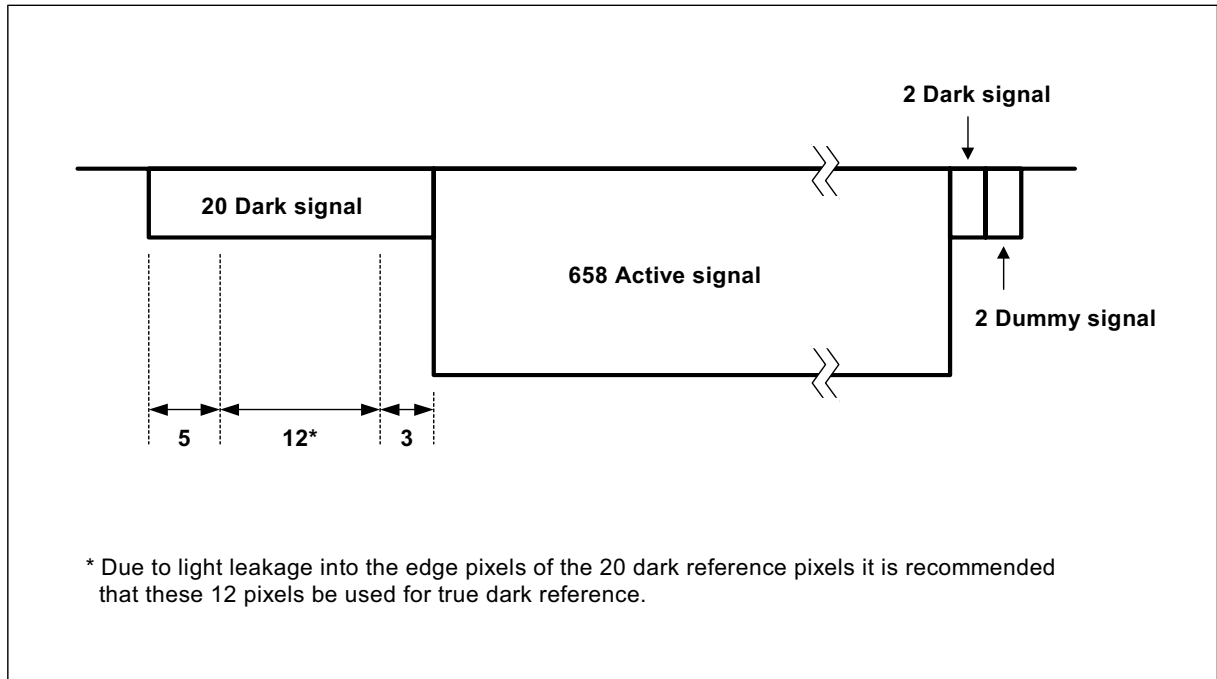 2 Dark signal
20 Dark signal
658 Active signal
2 Dummy signal
5
12*
3
* Due to light leakage into the edge pixels of the 20 dark reference pixels it is recommended
that these 12 pixels be used for true dark reference.